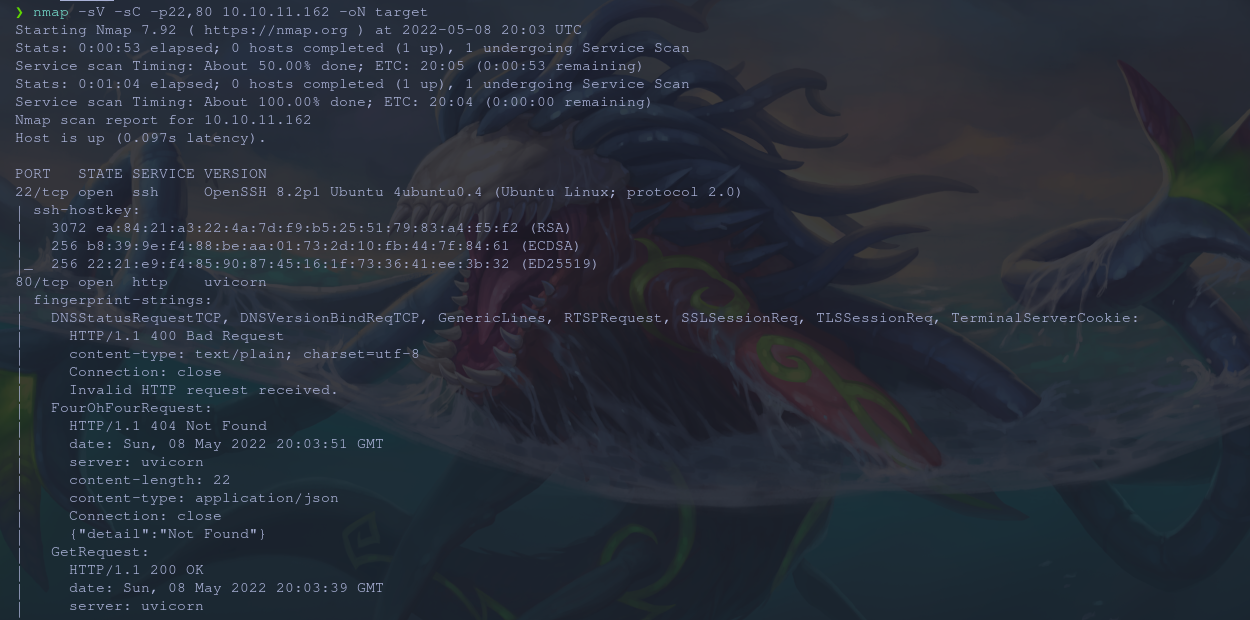 ❯ nmap -sV -sC -p22,80 10.10.11.162 -oN target
Starting Nmap 7.92 ( https://nmap.org ) at 2022-05-08 20:03 UTC
Stats: 0:00:53 elapsed; 0 hosts completed (1 up), 1 undergoing Service Scan
Service scan Timing: About 50.00% done; ETC: 20:05 (0:00:53 remaining)
Stats: 0:01:04 elapsed; 0 hosts completed (1 up), 1 undergoing Service Scan
Service scan Timing: About 100.00% done; ETC: 20:04 (0:00:00 remaining)
Nmap scan report for 10.10.11.162
Host is up (0.097s latency).
PORT   STATE SERVICE VERSION
22/tcp open  ssh     OpenSSH 8.2p1 Ubuntu 4ubuntu0.4 (Ubuntu Linux; protocol 2.0)
| ssh-hostkey:
|   3072 ea:84:21:a3:22:4a:7d:f9:b5:25:51:79:83:a4:f5:f2 (RSA)
|   256 b8:39:9e:f4:88:be:aa:01:73:2d:10:fb:44:7f:84:61 (ECDSA)
|_  256 22:21:e9:f4:85:90:87:45:16:1f:73:36:41:ee:3b:32 (ED25519)
80/tcp open  http    uvicorn
| fingerprint-strings:
|   DNSStatusRequestTCP, DNSVersionBindReqTCP, GenericLines, RTSPRequest, SSLSessionReq, TLSSessionReq, TerminalServerCookie:
|     HTTP/1.1 400 Bad Request
|     content-type: text/plain; charset=utf-8
|     Connection: close
|     Invalid HTTP request received.
|   FourOhFourRequest:
|     HTTP/1.1 404 Not Found
|     date: Sun, 08 May 2022 20:03:51 GMT
|     server: uvicorn
|     content-length: 22
|     content-type: application/json
|     Connection: close
|     {"detail":"Not Found"}
|   GetRequest:
|     HTTP/1.1 200 OK
|     date: Sun, 08 May 2022 20:03:39 GMT
|     server: uvicorn